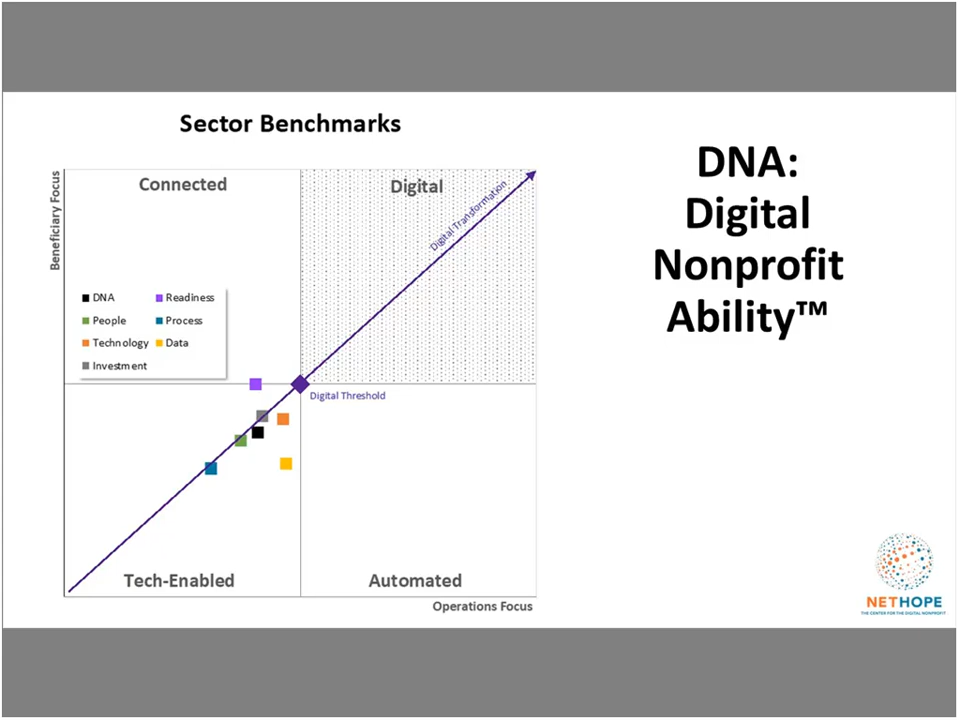 Sector Benchmarks
DNA:
Digital
Nonprofit
Ability™
Beneficiary Focus
Connected
Digital
Digital Transformation
DNA
Readiness
People
Process
Technology
Data
Investment
Digital Threshold
Tech-Enabled
Automated
Operations Focus
NETHOPE
THE CENTER FOR THE DIGITAL NONPROFIT